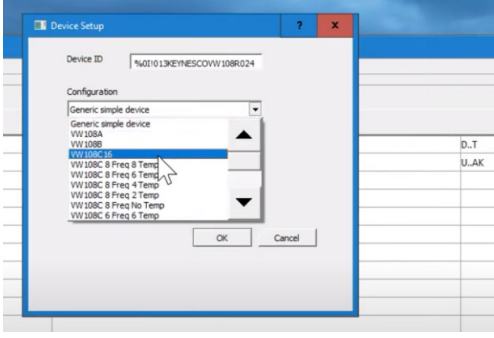 Device Setup
?
x
Device ID
%0I!013KEYNESCOVW108R024
Configuration
Generic simple device
Generic simple device
VW108A
VW108B
VW108C16
VW108C 8 Freq 8 Temp
VW108C 8 Freq 6 Temp
VW108C 8 Freq 4 Temp
VW108C 8 Freq 2 Temp
VW108C 8 Freq No Temp
VW108C 6 Freq 6 Temp
OK
Cancel
D..T
U..AK